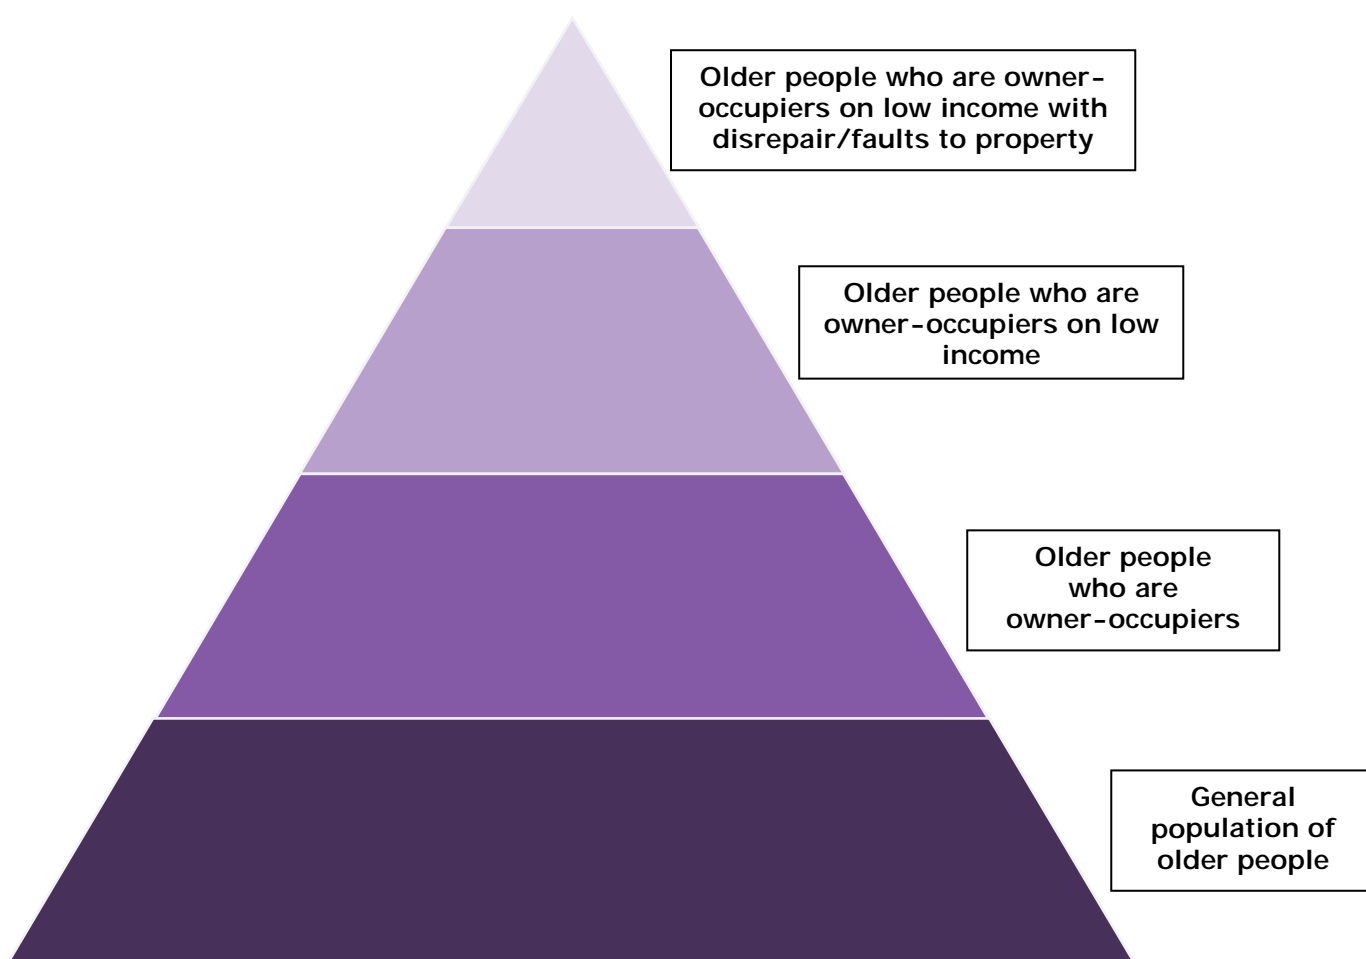 Older people who are owner-
occupiers on low income with
disrepair/faults to property
Older people who are
owner-occupiers on low
income
Older people
who are
owner-occupiers
General
population of
older people